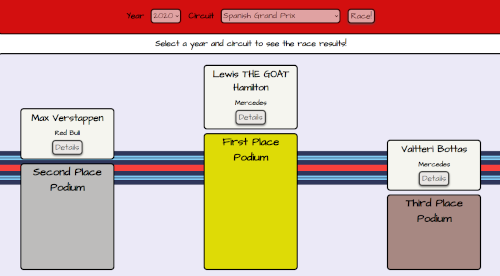 Year 2020 Circuit Spanish Grand Prix Race!
Select a year and circuit to see the race results!
Lewis THE GOAT
Hamilton
Mercedes
Details
Max Verstappen
Red Bull
Details
First Place
Podium
Valtteri Bottas
Mercedes
Details
Second Place
Podium
Third Place
Podium